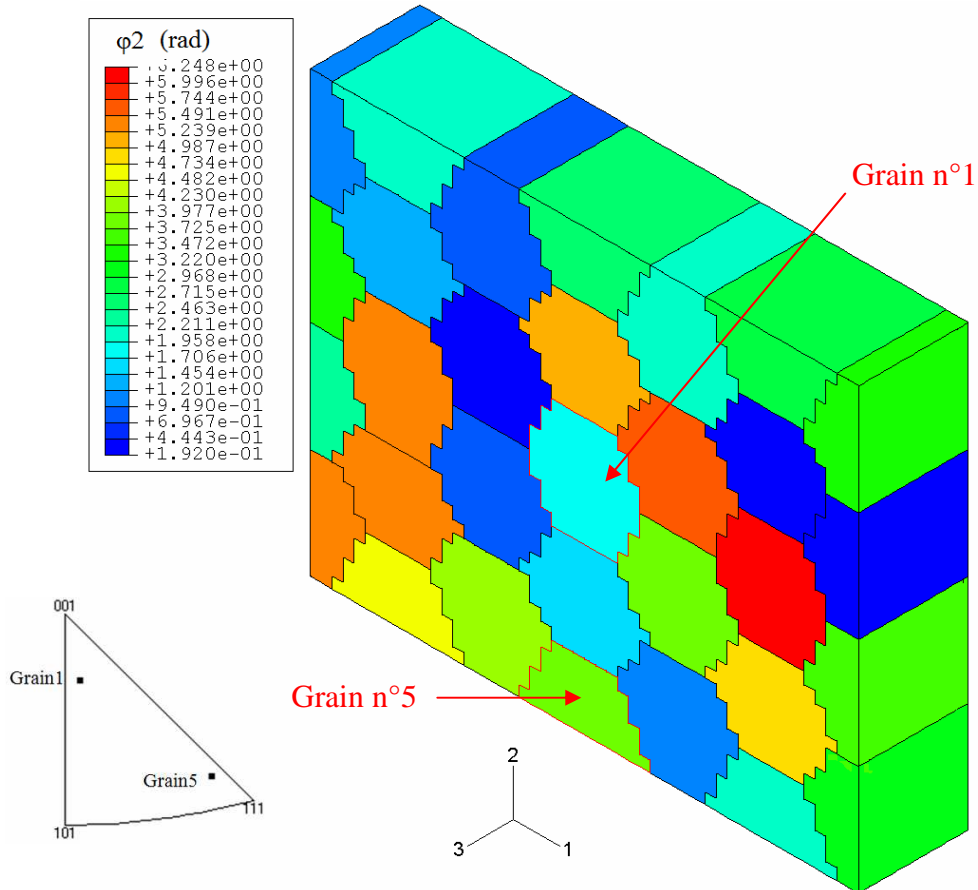 φ2 (rad)
+6.248e+00
+5.996e+00
+5.744e+00
+5.491e+00
+5.239e+00
+4.987e+00
+4.734e+00
+4.482e+00
+4.230e+00
+3.977e+00
+3.725e+00
+3.472e+00
+3.220e+00
+2.968e+00
+2.715e+00
+2.463e+00
+2.211e+00
+1.958e+00
+1.706e+00
+1.454e+00
+1.201e+00
+9.490e-01
+6.967e-01
+4.443e-01
+1.920e-01
Grain n°1
Grain n°5
001
Grain1
Grain5
111
101
2
3 1